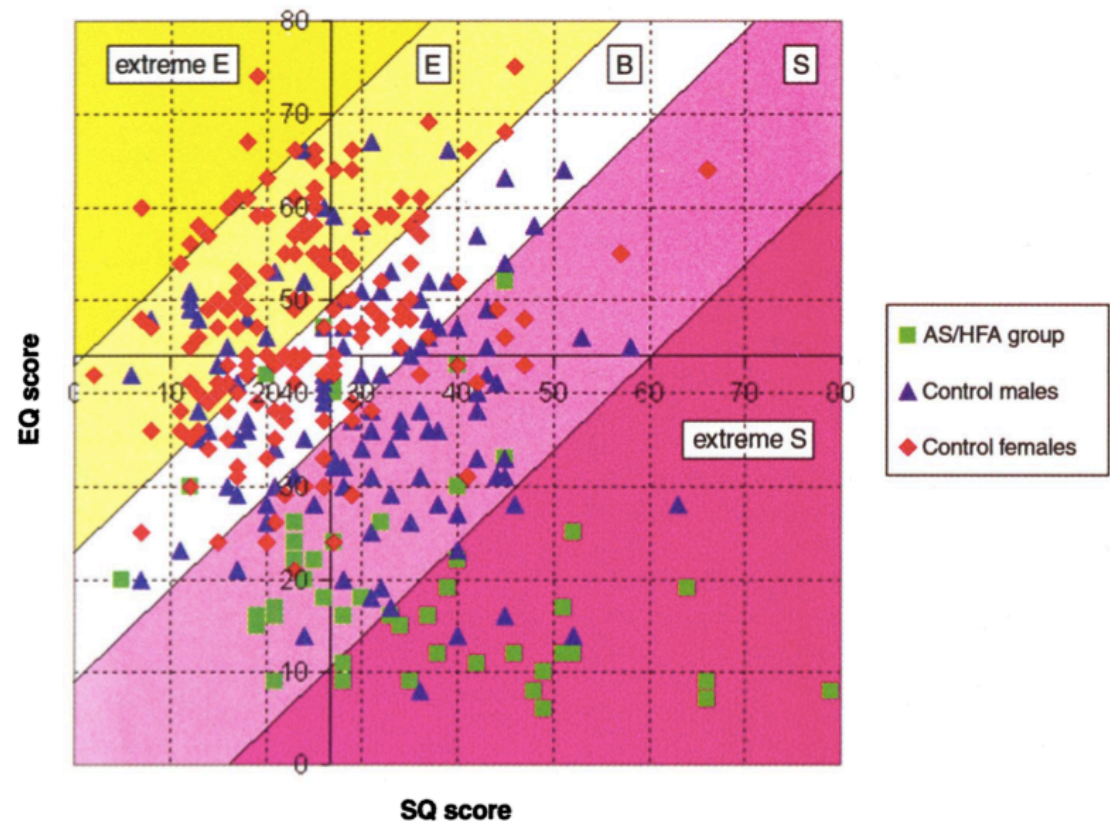 80
extreme E
E
B
S
70
60
50
0 10 20 40 30 40 50 60 70 80
extreme S
30
20
10
0
EQ score
SQ score
AS/HFA group
Control males
Control females